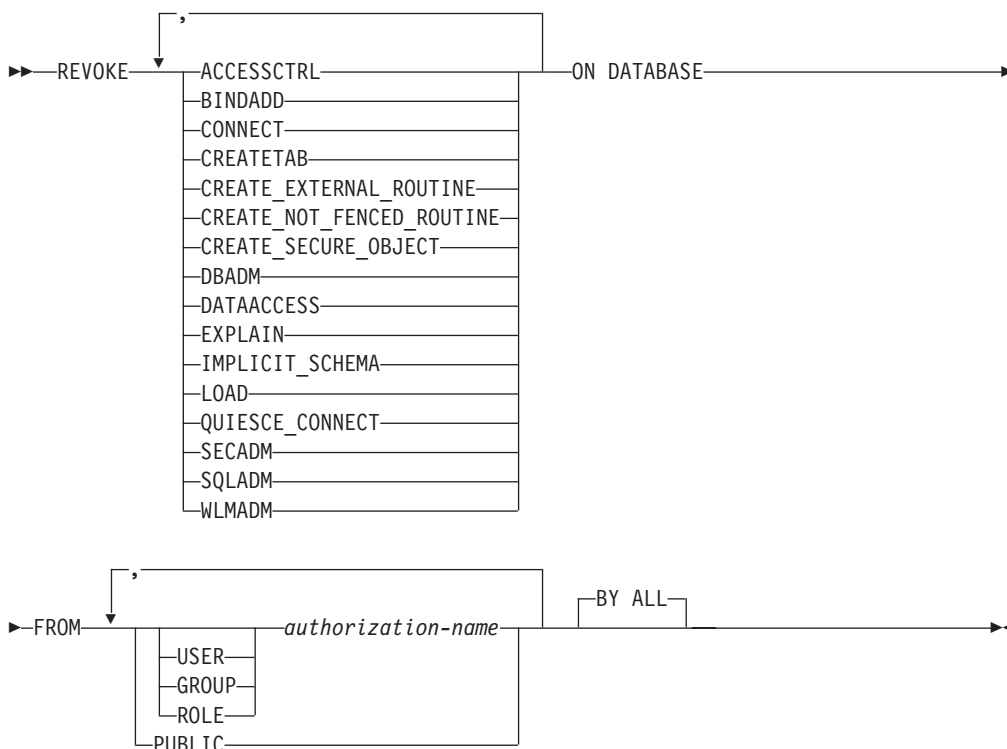 ,
REVOKE ACCESSCTRL ON DATABASE
BINDADD
CONNECT
CREATETAB
CREATE_EXTERNAL_ROUTINE
CREATE_NOT_FENCED_ROUTINE
CREATE_SECURE_OBJECT
DBADM
DATAACCESS
EXPLAIN
IMPLICIT_SCHEMA
LOAD
QUIESCE_CONNECT
SECADM
SQLADM
WLMADM
,
BY ALL
FROM authorization-name
USER
GROUP
ROLE
PUBLIC